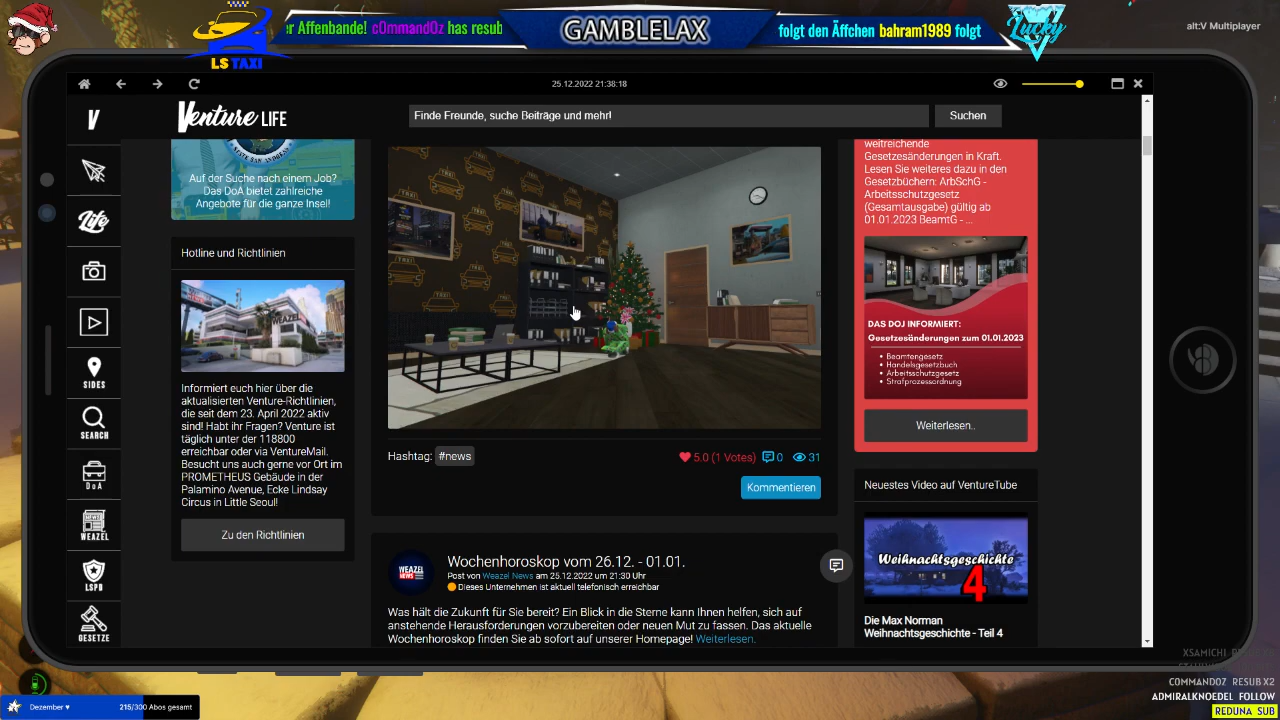 er Affenbande! c0mmand0z has resub
GAMBLELAX
folgt den Äffchen bahram1989 folgt
Lucky
alt:V Multiplayer
LS TAXI
25.12.2022 21:38:18
V
Venture LIFE
Finde Freunde, suche Beiträge und mehr!
Suchen
Life
SIDES
SEARCH
DoA
WEAZEL
LSPD
GESETZE
Auf der Suche nach einem Job?
Das DoA bietet zahlreiche
Angebote für die ganze Insel!
Hotline und Richtlinien
WEAZEL
Informiert euch hier über die
aktualisierten Venture-Richtlinien,
die seit dem 23. April 2022 aktiv
sind! Habt ihr Fragen? Venture ist
täglich unter der 118800
erreichbar oder via VentureMail.
Besucht uns auch gerne vor Ort im
PROMETHEUS Gebäude in der
Palamino Avenue, Ecke Lindsay
Circus in Little Seoul!
Zu den Richtlinien
Hashtag: #news
5.0 (1 Votes) 0 31
Kommentieren
WEAZEL
NEWS
Wochenhoroskop vom 26.12. - 01.01.
Post von Weazel News am 25.12.2022 um 21:30 Uhr
Dieses Unternehmen ist aktuell telefonisch erreichbar
Was hält die Zukunft für Sie bereit? Ein Blick in die Sterne kann Ihnen helfen, sich auf
anstehende Herausforderungen vorzubereiten oder neuen Mut zu fassen. Das aktuelle
Wochenhoroskop finden Sie ab sofort auf unserer Homepage! Weiterlesen.
weitreichende
Gesetzesänderungen in Kraft.
Lesen Sie weiteres dazu in den
Gesetzbüchern: ArbSchG -
Arbeitsschutzgesetz
(Gesamtausgabe) gültig ab
01.01.2023 BeamtG - ...
DAS DOJ INFORMIERT:
Gesetzesänderungen zum 01.01.2023
• Beamtengesetz
• Handelsgesetzbuch
• Arbeitsschutzgesetz
• Strafprozessordnung
Weiterlesen..
Neuestes Video auf VentureTube
Weihnachtsgeschichte
4
Die Max Norman
Weihnachtsgeschichte - Teil 4
Dezember ♥
215/300 Abos gesamt
COMMAND0Z RESUB X2
ADMIRALKNOEDEL FOLLOW
REDUNA SUB